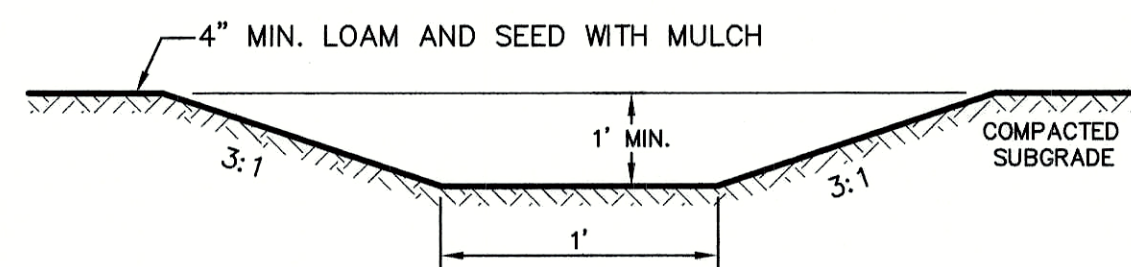 4” MIN. LOAM AND SEED WITH MULCH
1' MIN.
COMPACTED
SUBGRADE
3:1
3:1
1'